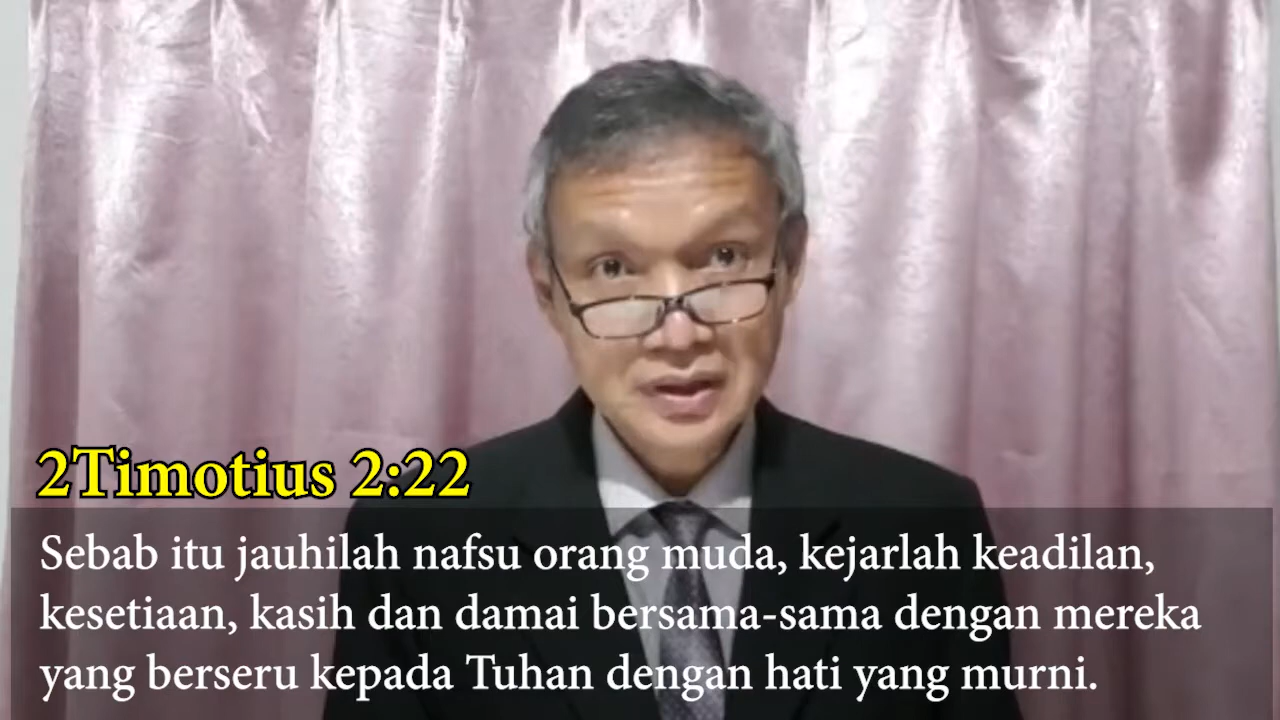 2Timotius 2:22
Sebab itu jauhilah nafsu orang muda, kejarlah keadilan,
kesetiaan, kasih dan damai bersama-sama dengan mereka
yang berseru kepada Tuhan dengan hati yang murni.